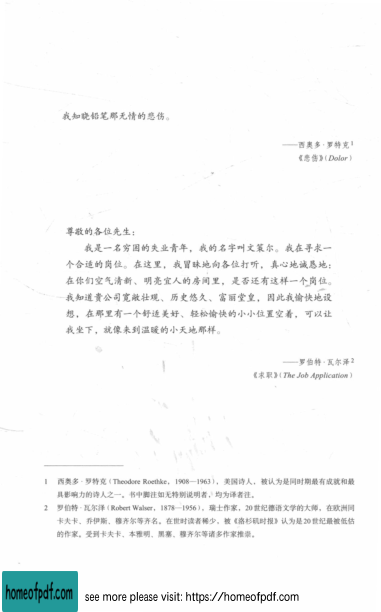 我知晓铅笔那无情的悲伤。
——西奥多·罗特克1
《悲伤》(Dolor)
尊敬的各位先生：
我是一名穷困的失业青年，我的名字叫文策尔。我在寻求一
个合适的岗位。在这里，我冒昧地向各位打听，真心地诚恳地：
在你们空气清新、明亮宜人的房间里，是否还有这样一个岗位。
我知道贵公司宽敞壮观、历史悠久、富丽堂皇，因此我愉快地设
想，在那里有一个舒适美好、轻松愉快的小小位置空着，可以让
我坐下，就像来到温暖的小天地那样。
——罗伯特·瓦尔泽2
《求职》(The Job Application)
1 西奥多·罗特克（Theodore Roethke，1908—1963），美国诗人，被认为是同时期最有成就和最
具影响力的诗人之一。书中脚注如无特别说明者，均为译者注。
2 罗伯特·瓦尔泽（Robert Walser，1878—1956），瑞士作家，20世纪德语文学的大师，在欧洲同
卡夫卡、乔伊斯、穆齐尔等齐名。在世时读者稀少，被《洛杉矶时报》认为是20世纪最被低估
的作家。受到卡夫卡、本雅明、黑塞、穆齐尔等诸多作家推崇。
homeofpdf.com
see more please visit: https://homeofpdf.com